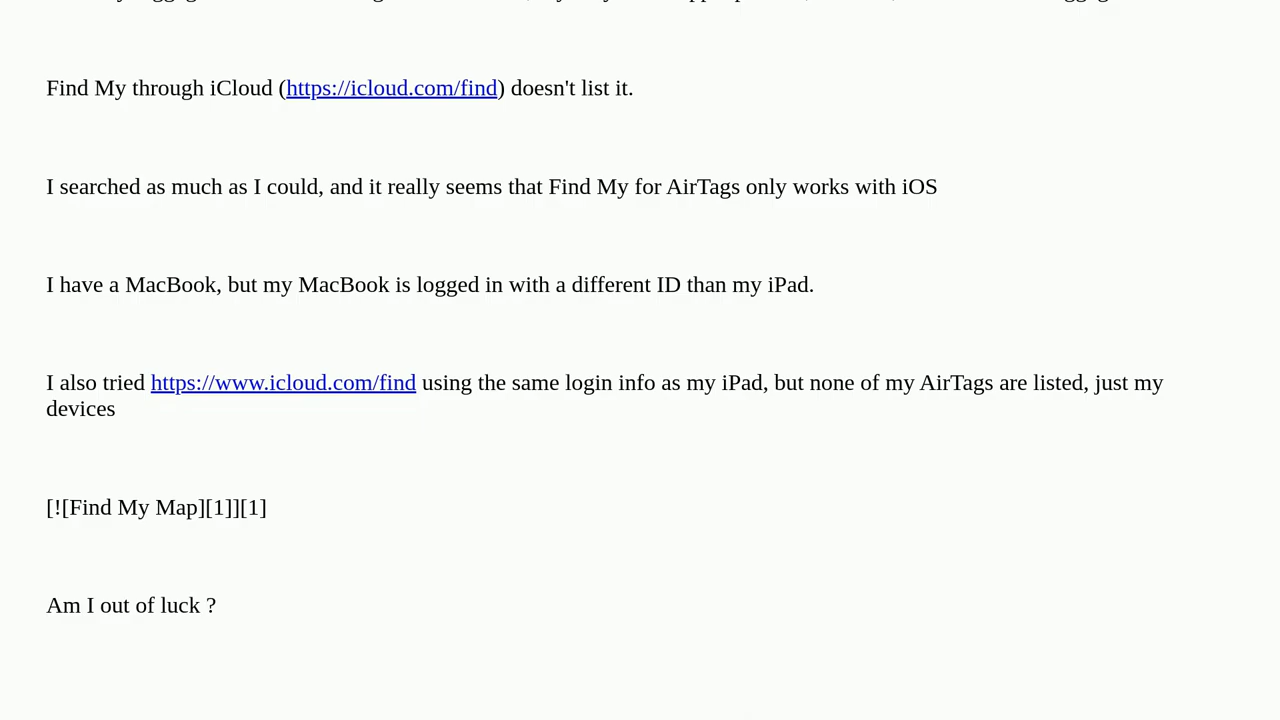 Find My through iCloud (https://icloud.com/find) doesn't list it.
I searched as much as I could, and it really seems that Find My for AirTags only works with iOS
I have a MacBook, but my MacBook is logged in with a different ID than my iPad.
I also tried https://www.icloud.com/find using the same login info as my iPad, but none of my AirTags are listed, just my
devices
[![Find My Map][1]][1]
Am I out of luck ?